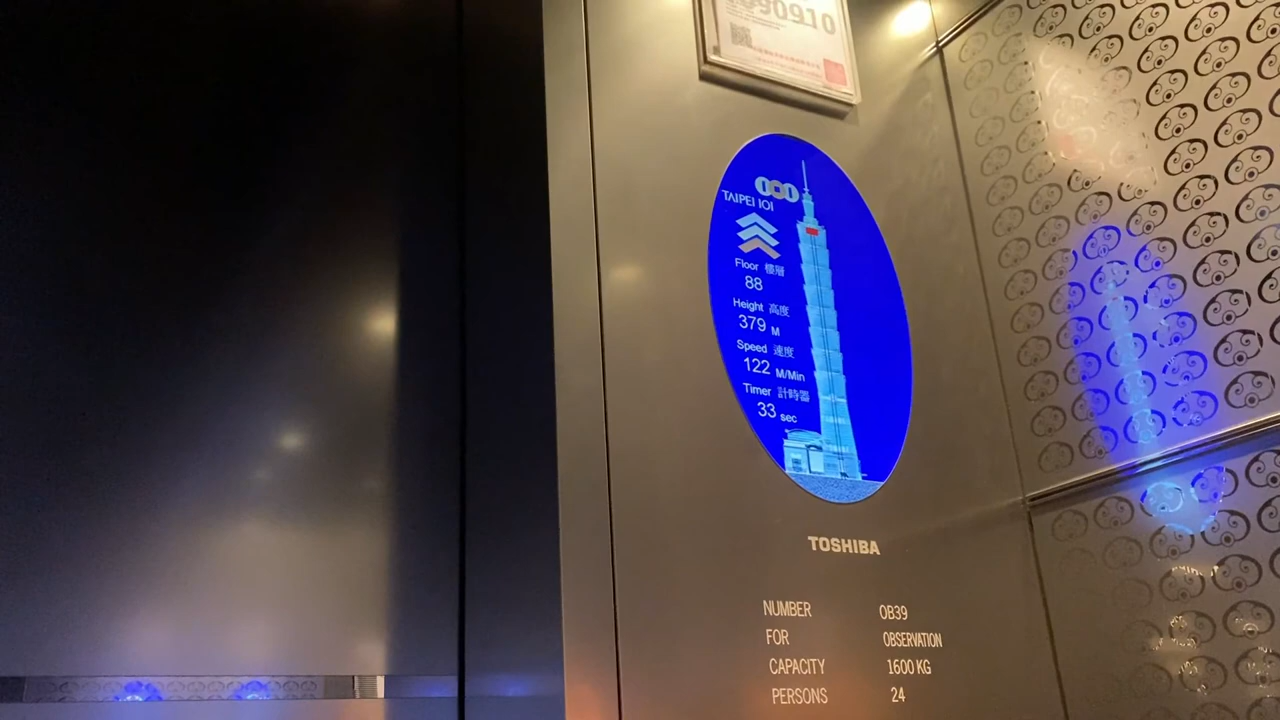 090910
TAIPEI 101
Floor 樓層
88
Height 高度
379 M
Speed 速度
122 M/Min
Timer 計時器
33 sec
TOSHIBA
NUMBER OB39
FOR OBSERVATION
CAPACITY 1600 KG
PERSONS 24